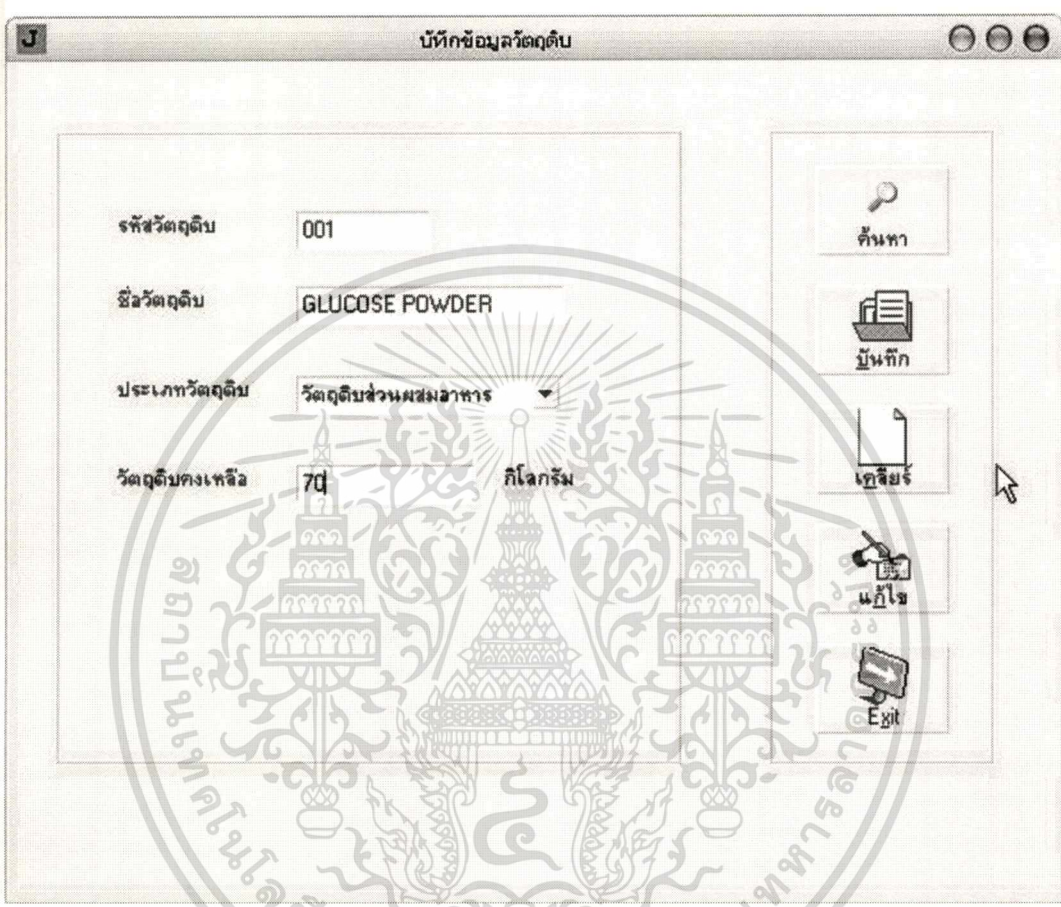 J
บ้ทึกข้อมูลวัตถุดิบ
รหัสวัตถุดิบ 001
ชื่อวัตถุดิบ GLUCOSE POWDER
ประเภทวัตถุดิบ วัตถุดิบส่วนผสมอาหาร
วัตถุดิบคงเหลือ 70 กิโลกรัม
ค้นหา
บันทึก
เคลียร์
แก้ไข
Exit